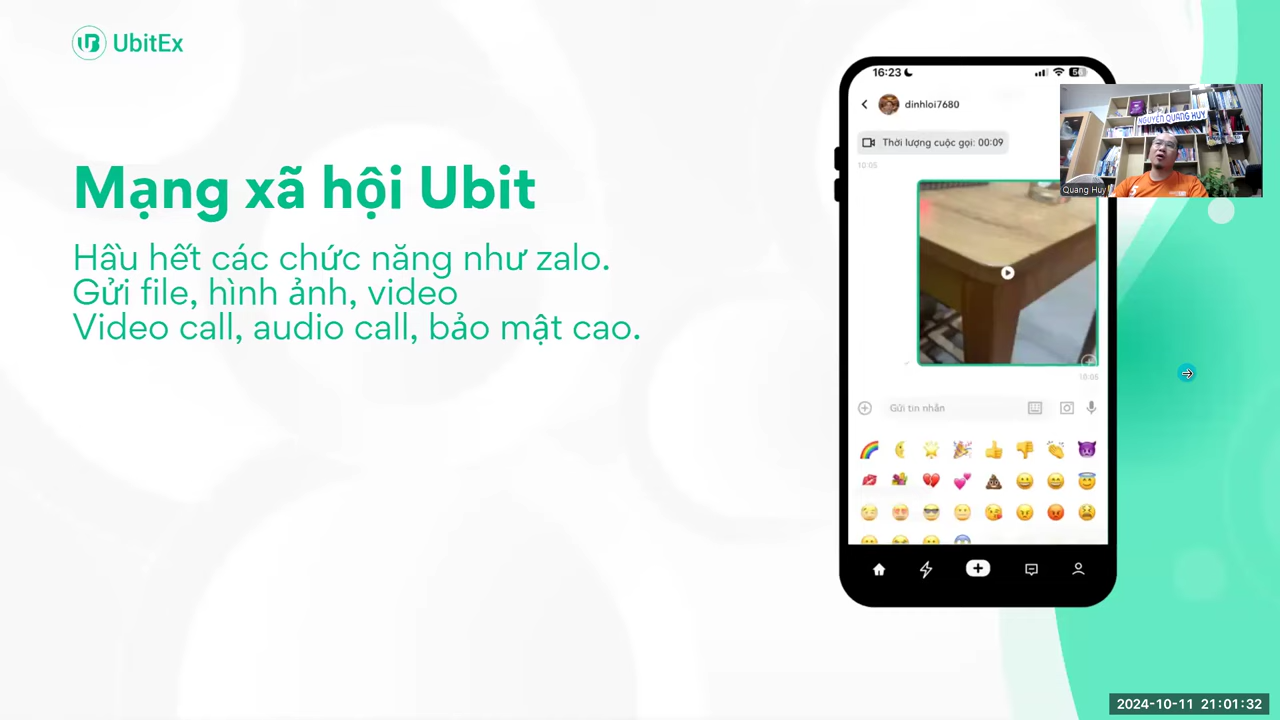 UbitEx
Mạng xã hội Ubit
Hầu hết các chức năng như zalo.
Gửi file, hình ảnh, video
Video call, audio call, bảo mật cao.
16:23
dinhloi7680
Thời lượng cuộc gọi: 00:09
10:05
10:05
Gửi tin nhắn
NGUYỄN QUANG HUY
Quang Huy
2024-10-11 21:01:32